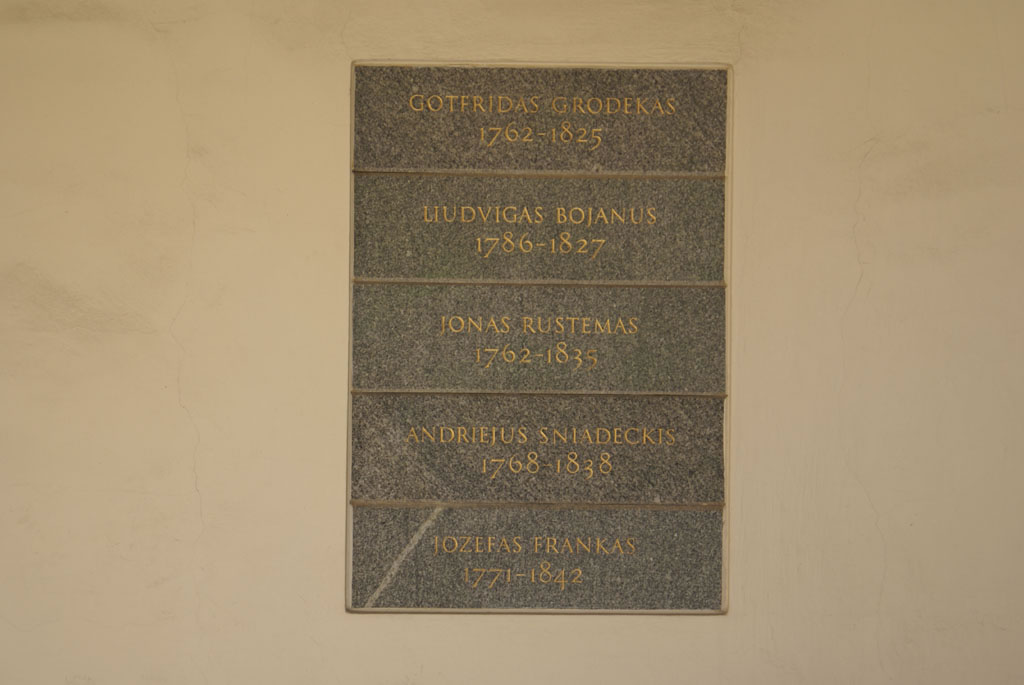 GOTFRIDAS GRODEKAS
1762-1825
LIUDVIGAS BOJANUS
1786-1827
JONAS RUSTEMAS
1762-1835
ANDRIEJUS SNIADECKIS
1768-1838
JOZEFAS FRANKAS
1771-1842